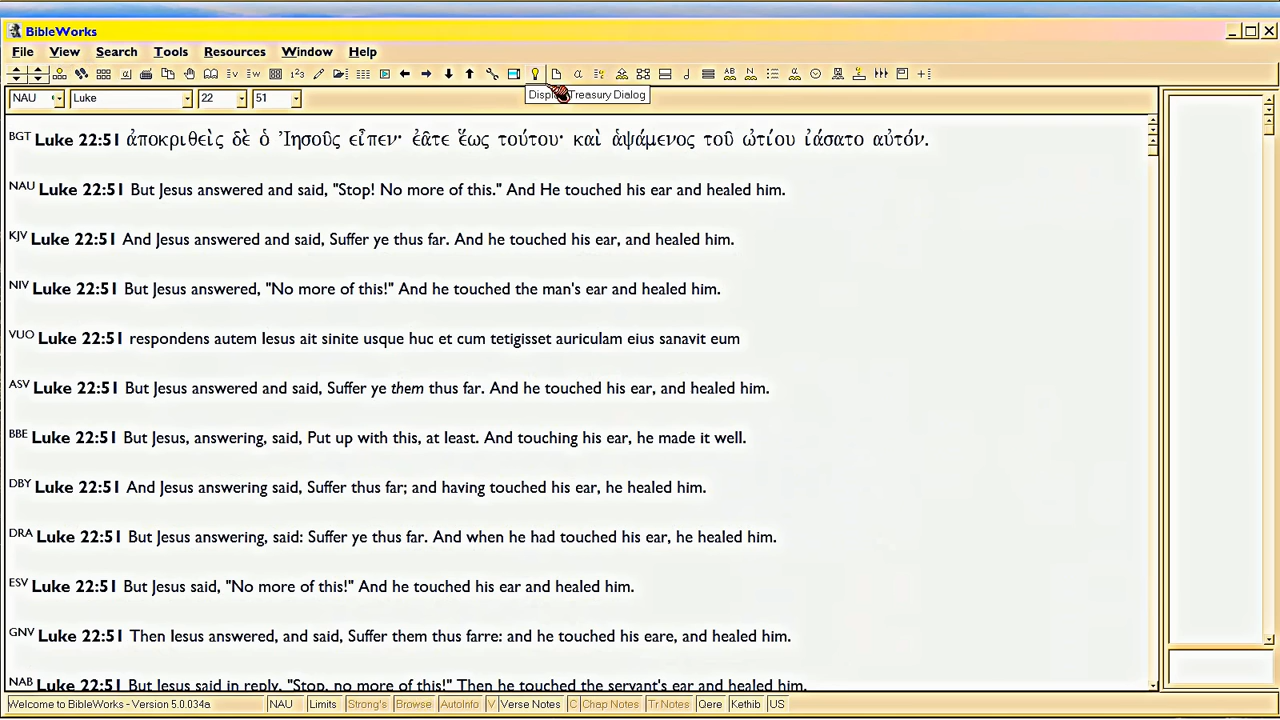 BibleWorks
File View Search Tools Resources Window Help
NAU Luke 22 51
Display Treasury Dialog
BGT Luke 22:51 ἀποκριθεὶς δὲ ὁ Ἰησοῦς εἶπεν· ἐᾶτε ἕως τούτου· καὶ ἁψάμενος τοῦ ὠτίου ἰάσατο αὐτόν.
NAU Luke 22:51 But Jesus answered and said, "Stop! No more of this." And He touched his ear and healed him.
KJV Luke 22:51 And Jesus answered and said, Suffer ye thus far. And he touched his ear, and healed him.
NIV Luke 22:51 But Jesus answered, "No more of this!" And he touched the man's ear and healed him.
VUO Luke 22:51 respondens autem Iesus ait sinite usque huc et cum tetigisset auriculam eius sanavit eum
ASV Luke 22:51 But Jesus answered and said, Suffer ye them thus far. And he touched his ear, and healed him.
BBE Luke 22:51 But Jesus, answering, said, Put up with this, at least. And touching his ear, he made it well.
DBY Luke 22:51 And Jesus answering said, Suffer thus far; and having touched his ear, he healed him.
DRA Luke 22:51 But Jesus answering, said: Suffer ye thus far. And when he had touched his ear, he healed him.
ESV Luke 22:51 But Jesus said, "No more of this!" And he touched his ear and healed him.
GNV Luke 22:51 Then Iesus answered, and said, Suffer them thus farre: and he touched his eare, and healed him.
NAB Luke 22:51 But Jesus said in reply, "Stop, no more of this!" Then he touched the servant's ear and healed him.
Welcome to BibleWorks - Version 5.0.034a NAU Limits Strong's Browse AutoInfo V Verse Notes C Chap Notes Tr Notes Qere Kethib US